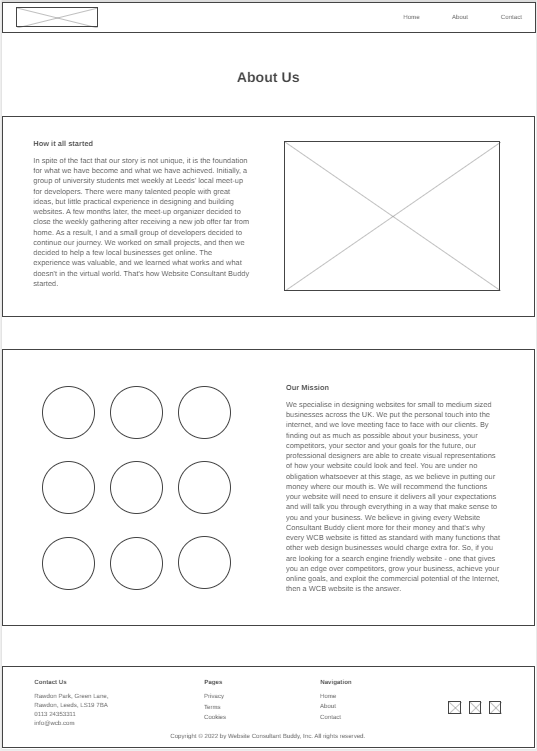 Home About Contact
About Us
How it all started
In spite of the fact that our story is not unique, it is the foundation
for what we have become and what we have achieved. Initially, a
group of university students met weekly at Leeds' local meet-up
for developers. There were many talented people with great
ideas, but little practical experience in designing and building
websites. A few months later, the meet-up organizer decided to
close the weekly gathering after receiving a new job offer far from
home. As a result, I and a small group of developers decided to
continue our journey. We worked on small projects, and then we
decided to help a few local businesses get online. The
experience was valuable, and we learned what works and what
doesn't in the virtual world. That's how Website Consultant Buddy
started.
Our Mission
We specialise in designing websites for small to medium sized
businesses across the UK. We put the personal touch into the
internet, and we love meeting face to face with our clients. By
finding out as much as possible about your business, your
competitors, your sector and your goals for the future, our
professional designers are able to create visual representations
of how your website could look and feel. You are under no
obligation whatsoever at this stage, as we believe in putting our
money where our mouth is. We will recommend the functions
your website will need to ensure it delivers all your expectations
and will talk you through everything in a way that make sense to
you and your business. We believe in giving every Website
Consultant Buddy client more for their money and that's why
every WCB website is fitted as standard with many functions that
other web design businesses would charge extra for. So, if you
are looking for a search engine friendly website - one that gives
you an edge over competitors, grow your business, achieve your
online goals, and exploit the commercial potential of the Internet,
then a WCB website is the answer.
Contact Us
Rawdon Park, Green Lane,
Rawdon, Leeds, LS19 7BA
0113 24353311
info@wcb.com
Pages
Privacy
Terms
Cookies
Navigation
Home
About
Contact
Copyright © 2022 by Website Consultant Buddy, Inc. All rights reserved.